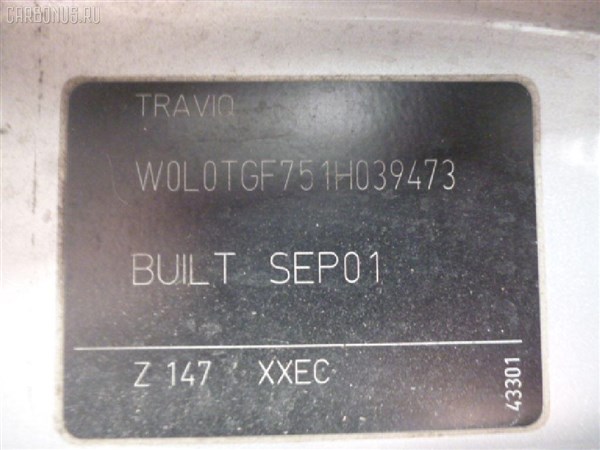 CARBONUS.RU
TRAVIQ
W0L0TGF751H039473
BUILT SEP01
Z 147 XXEC
43301